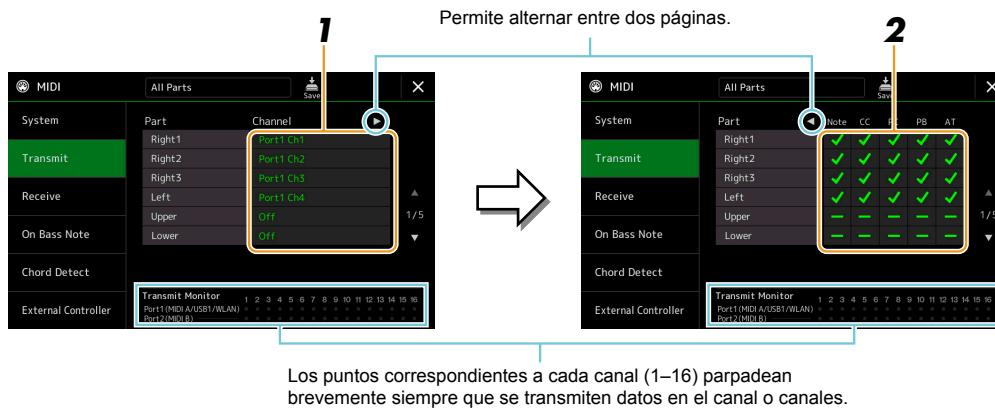 Permite alternar entre dos páginas.
1
2
MIDI
All Parts
Save
System
Transmit
Receive
On Bass Note
Chord Detect
External Controller
Part Channel
Right1 Port1 Ch1
Right2 Port1 Ch2
Right3 Port1 Ch3
Left Port1 Ch4
Upper Off
Lower Off
1/5
Transmit Monitor 1 2 3 4 5 6 7 8 9 10 11 12 13 14 15 16
Port1(MIDI A/USB1/WLAN)
Port2(MIDI B)
MIDI
All Parts
Save
System
Transmit
Receive
On Bass Note
Chord Detect
External Controller
Part Note CC PC PB AT
Right1
Right2
Right3
Left
Upper
Lower
1/5
Transmit Monitor 1 2 3 4 5 6 7 8 9 10 11 12 13 14 15 16
Port1(MIDI A/USB1/WLAN)
Port2(MIDI B)
Los puntos correspondientes a cada canal (1–16) parpadean
brevemente siempre que se transmiten datos en el canal o canales.